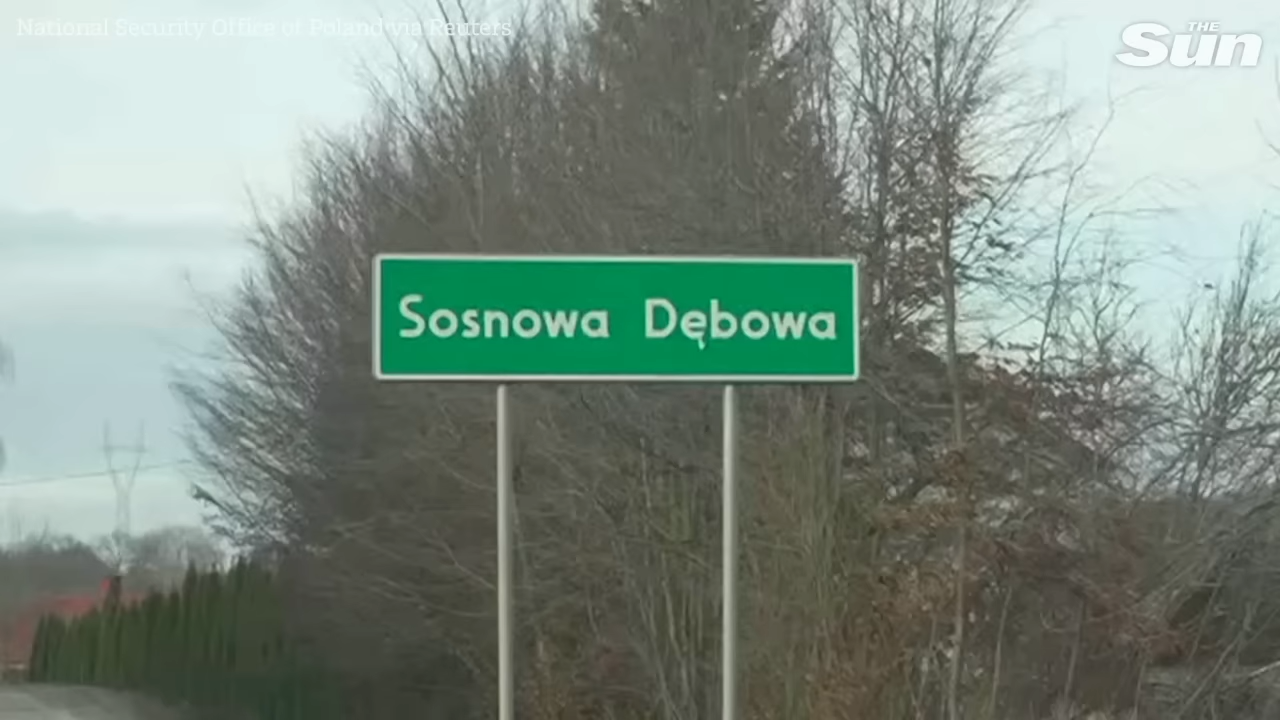 National Security Office of Poland via Reuters
THE
Sun
Sosnowa Dębowa